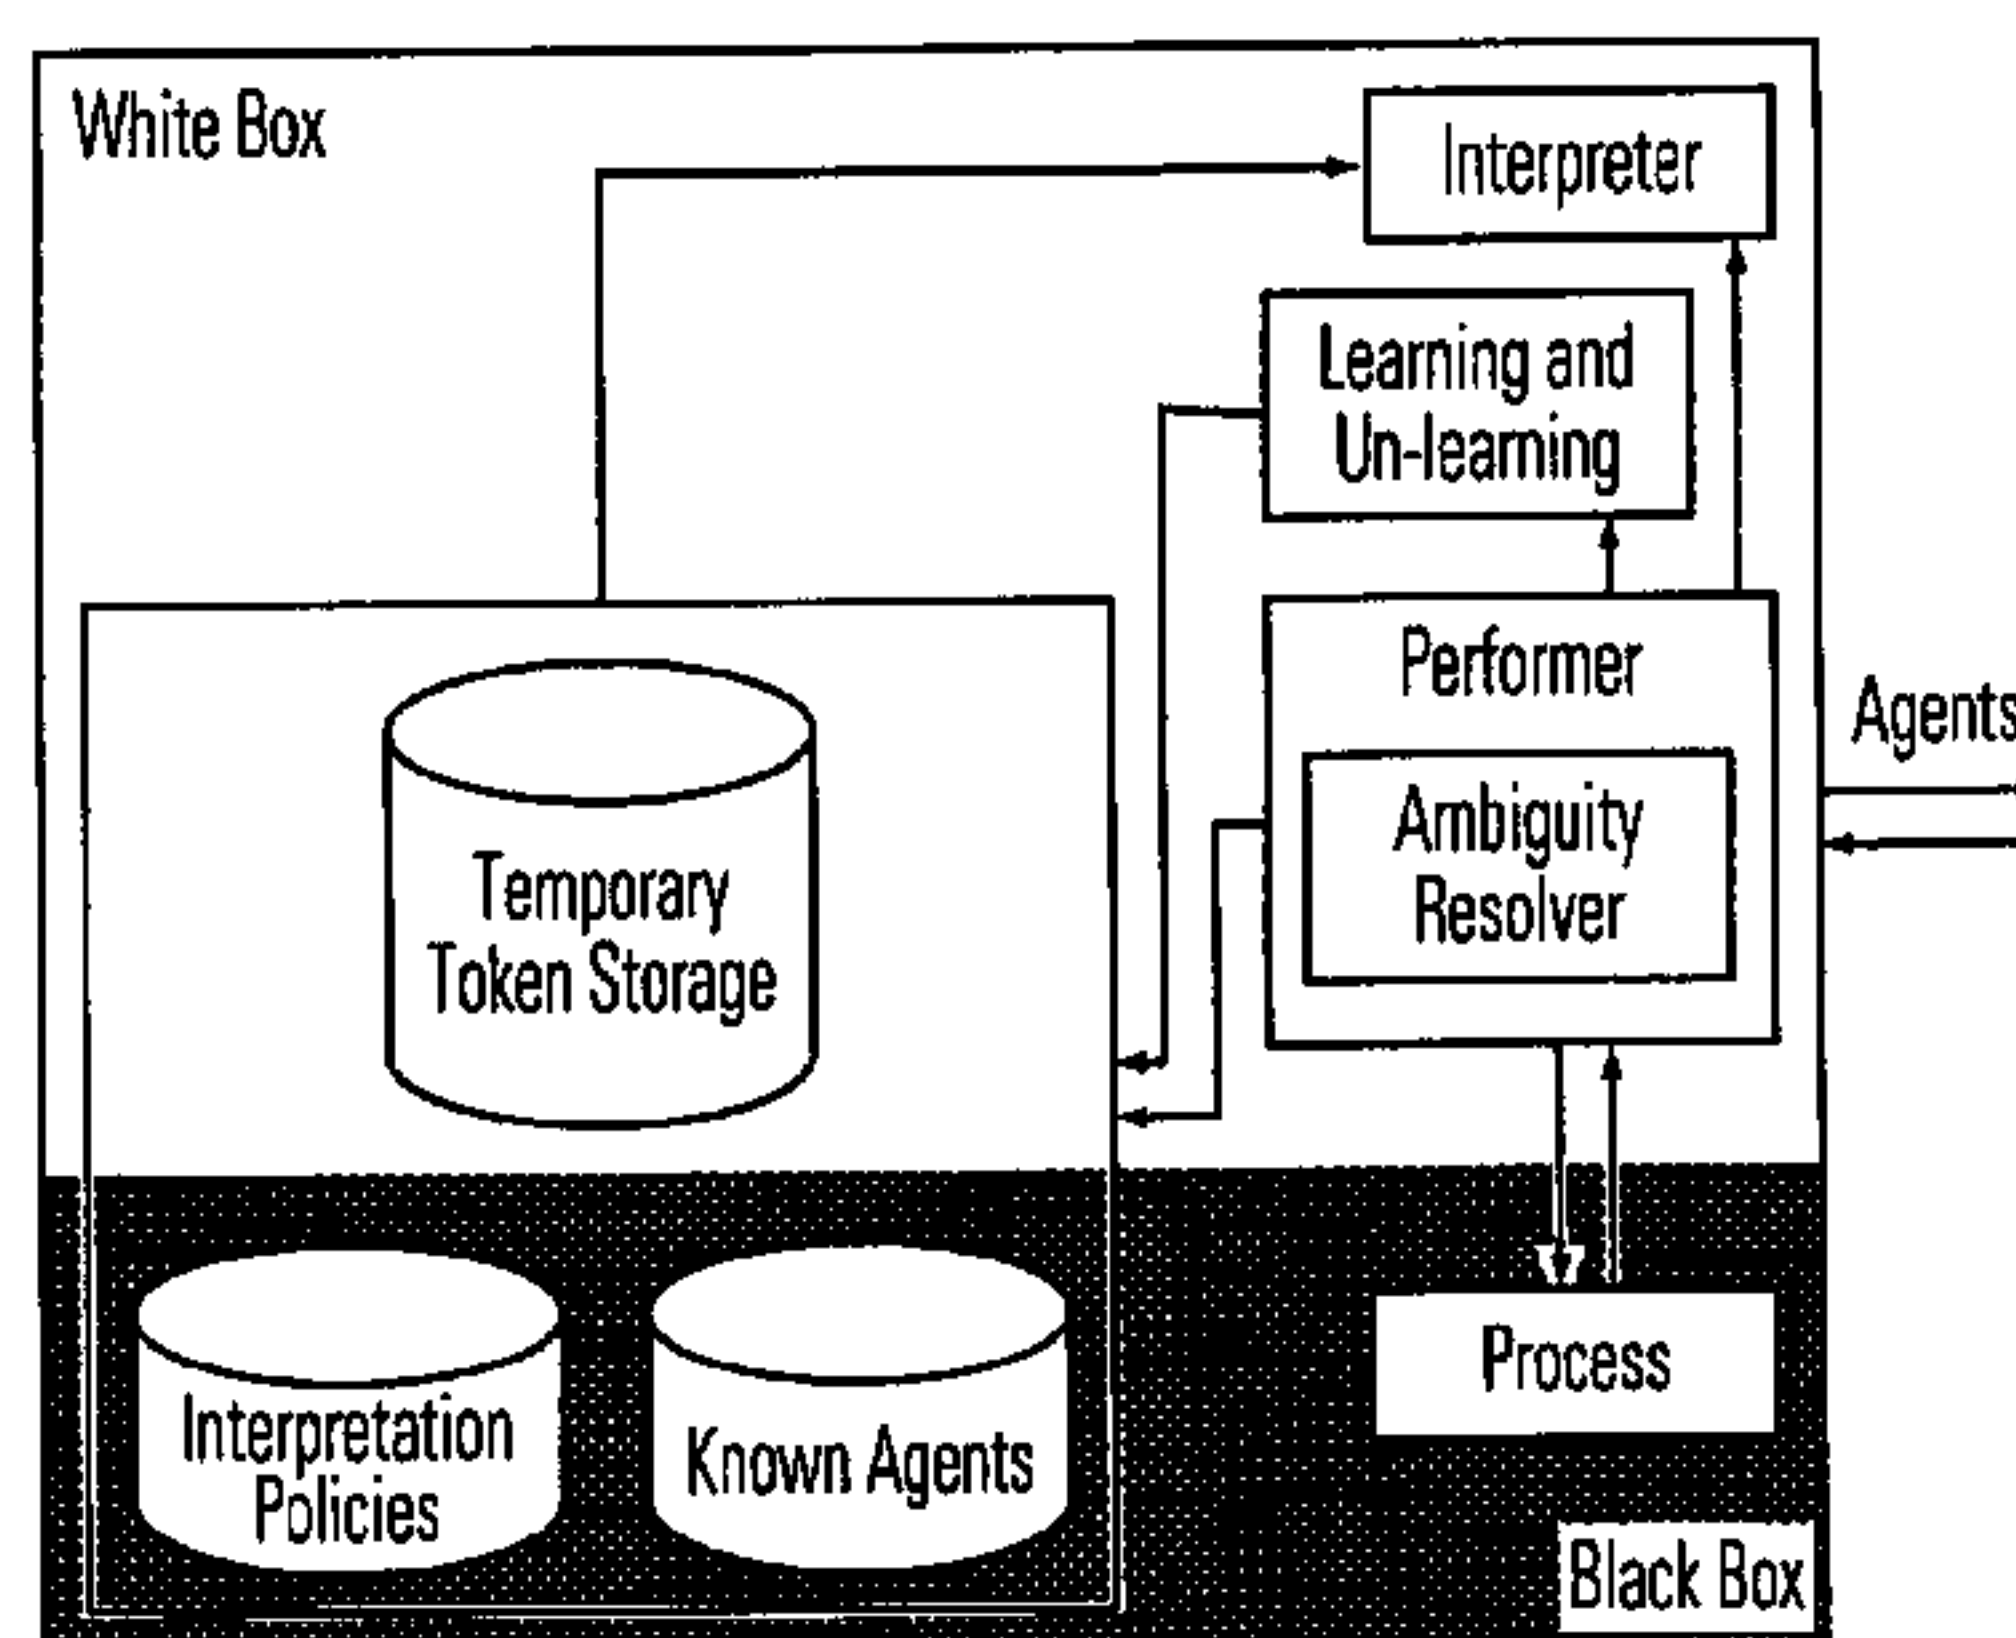 White Box
Interpreter
Learning and
Un-learning
Performer
Agents
Ambiguity
Resolver
Temporary
Token Storage
Process
Interpretation
Policies
Known Agents
Black Box